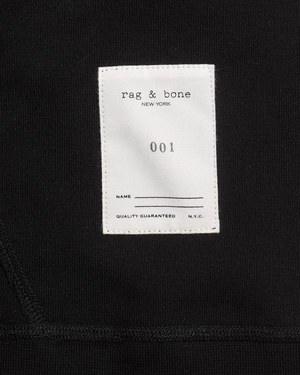 rag & bone
NEW YORK
001
NAME
QUALITY GUARANTEED N.Y.C.